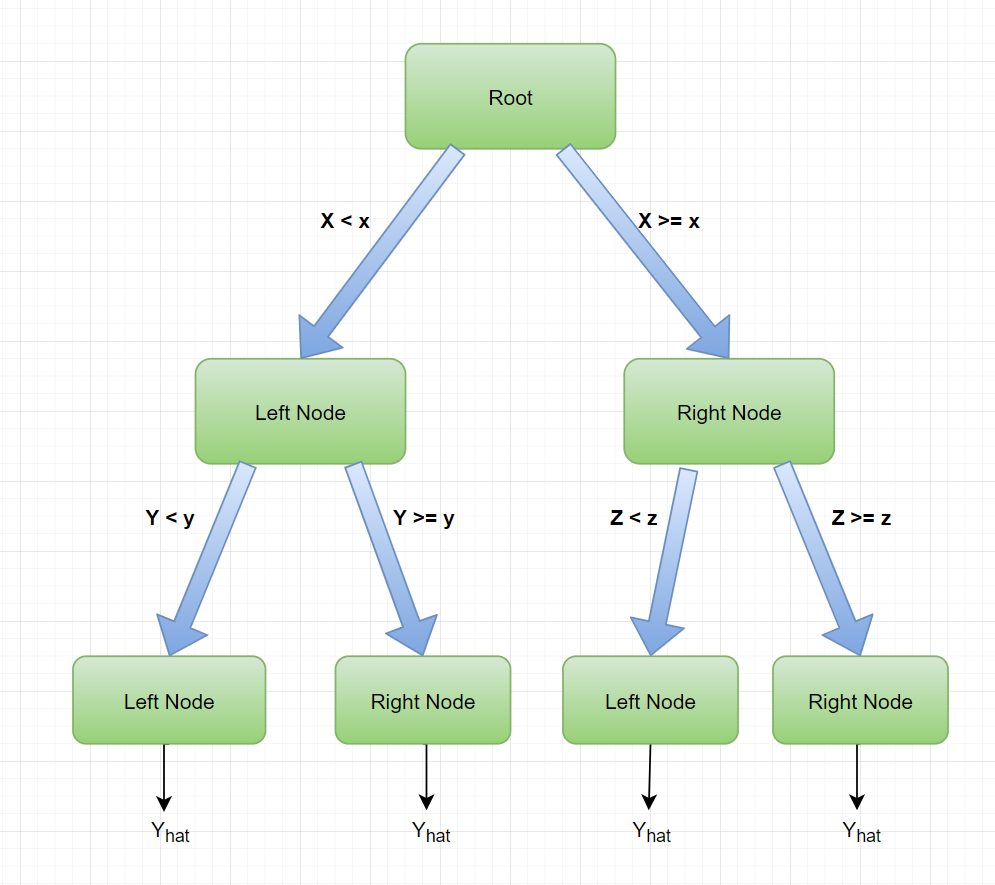 Root
X < x
X >= x
Left Node
Right Node
Y < y
Y >= y
Z < z
Z >= z
Left Node
Right Node
Left Node
Right Node
Yhat
Yhat
Yhat
Yhat